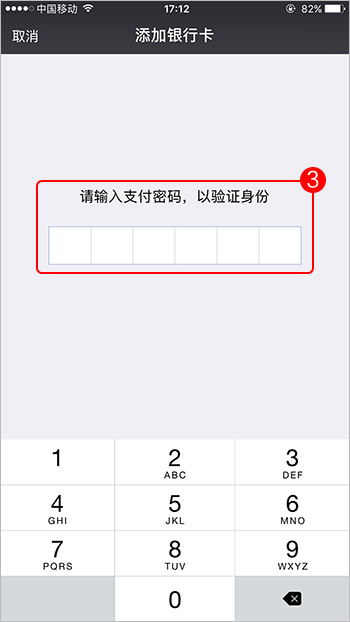 中国移动 17:12 82%
取消 添加银行卡
3
请输入支付密码，以验证身份
1 2 3
ABC DEF
4 5 6
GHI JKL MNO
7 8 9
PQRS TUV WXYZ
0